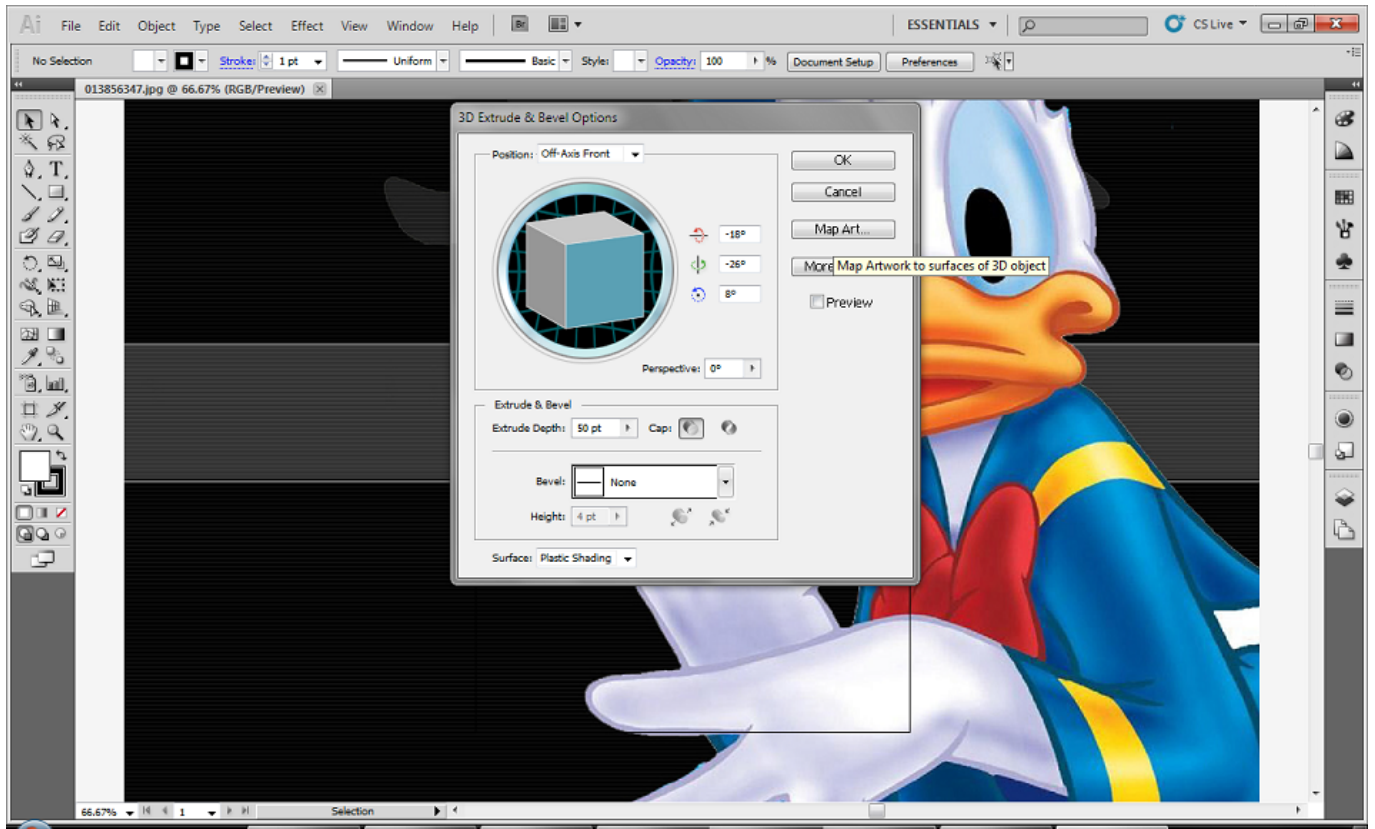 Ai File Edit Object Type Select Effect View Window Help Br ESSENTIALS CS Live
No Selection Stroke: 1 pt Uniform Basic Style: Opacity: 100 % Document Setup Preferences
013856347.jpg @ 66.67% (RGB/Preview)
3D Extrude & Bevel Options
Position: Off-Axis Front
OK
Cancel
-18°
Map Art...
-26°
More
Map Artwork to surfaces of 3D object
8°
Preview
Perspective: 0°
Extrude & Bevel
Extrude Depth: 50 pt Cap:
Bevel: None
Height: 4 pt
Surface: Plastic Shading
66.67% 1 Selection